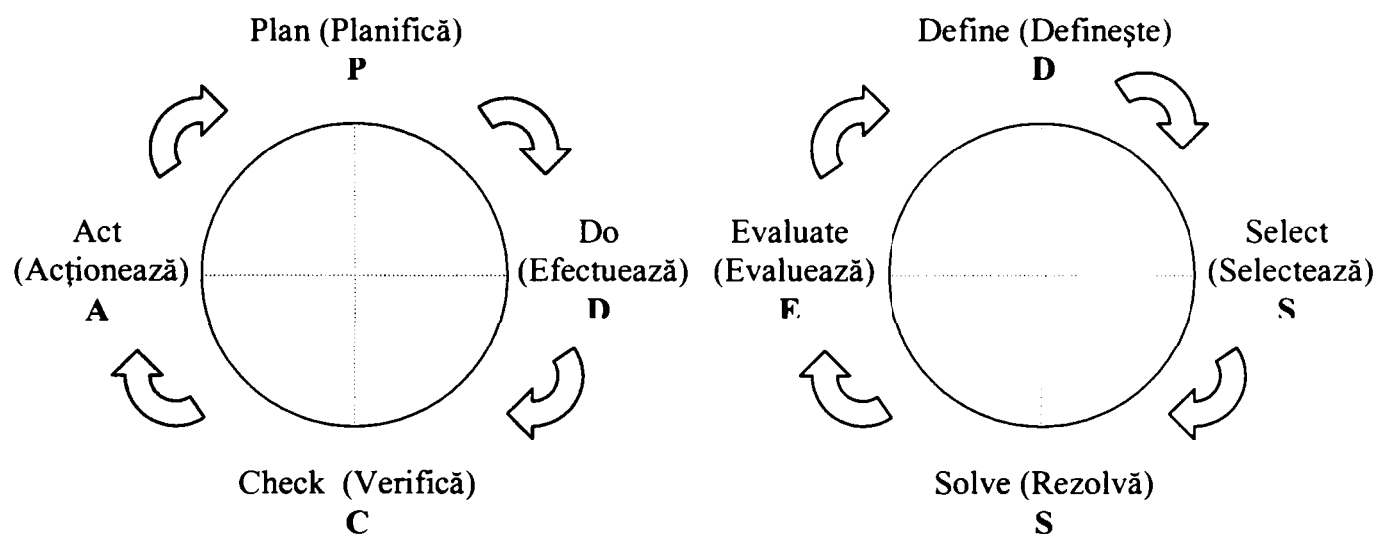 Plan (Planifică)
P
Act
(Acționează)
A
Do
(Efectuează)
D
Check (Verifică)
C
Define (Definește)
D
Evaluate
(Evaluează)
E
Select
(Selectează)
S
Solve (Rezolvă)
S